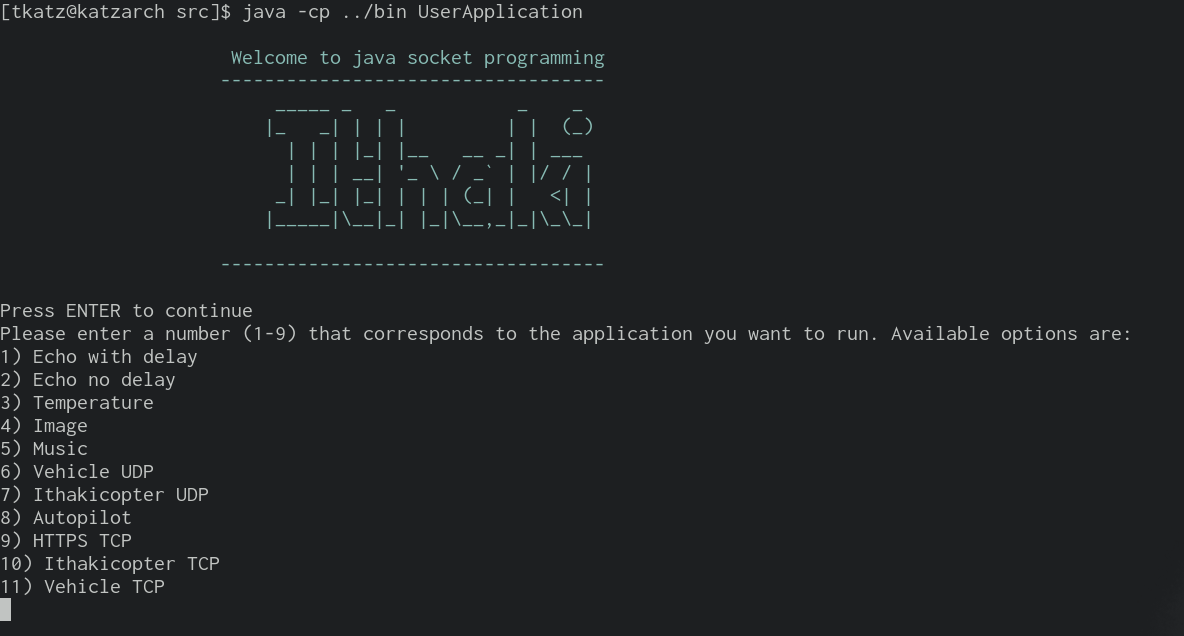 [tkatz@katzarch src]$ java -cp ../bin UserApplication
Welcome to java socket programming
-----------------------------------
Ithaki
-----------------------------------
Press ENTER to continue
Please enter a number (1-9) that corresponds to the application you want to run. Available options are:
1) Echo with delay
2) Echo no delay
3) Temperature
4) Image
5) Music
6) Vehicle UDP
7) Ithakicopter UDP
8) Autopilot
9) HTTPS TCP
10) Ithakicopter TCP
11) Vehicle TCP